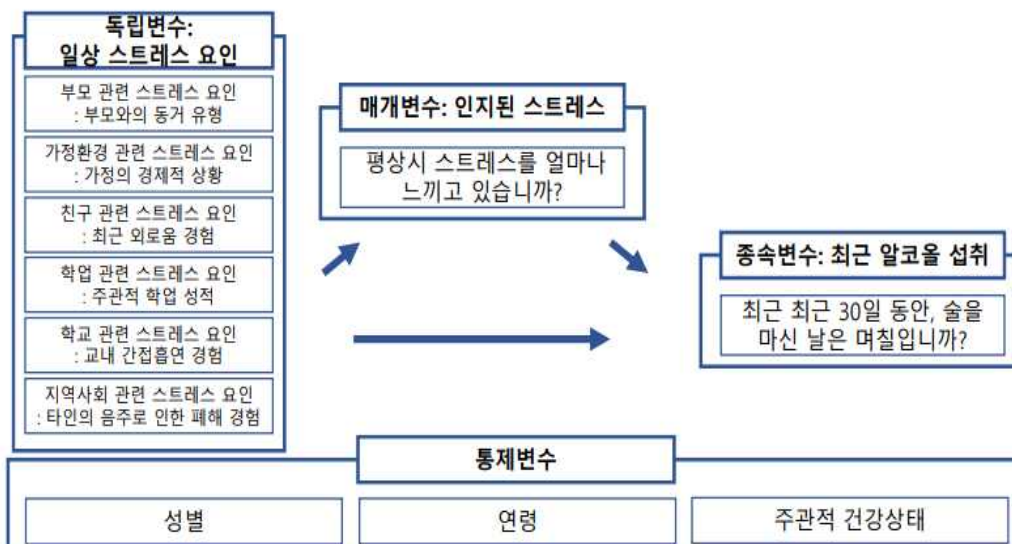 독립변수:
일상 스트레스 요인
부모 관련 스트레스 요인
: 부모와의 동거 유형
가정환경 관련 스트레스 요인
: 가정의 경제적 상황
친구 관련 스트레스 요인
: 최근 외로움 경험
학업 관련 스트레스 요인
: 주관적 학업 성적
학교 관련 스트레스 요인
: 교내 간접흡연 경험
지역사회 관련 스트레스 요인
: 타인의 음주로 인한 폐해 경험
매개변수: 인지된 스트레스
평상시 스트레스를 얼마나
느끼고 있습니까?
종속변수: 최근 알코올 섭취
최근 최근 30일 동안, 술을
마신 날은 며칠입니까?
통제변수
성별
연령
주관적 건강상태